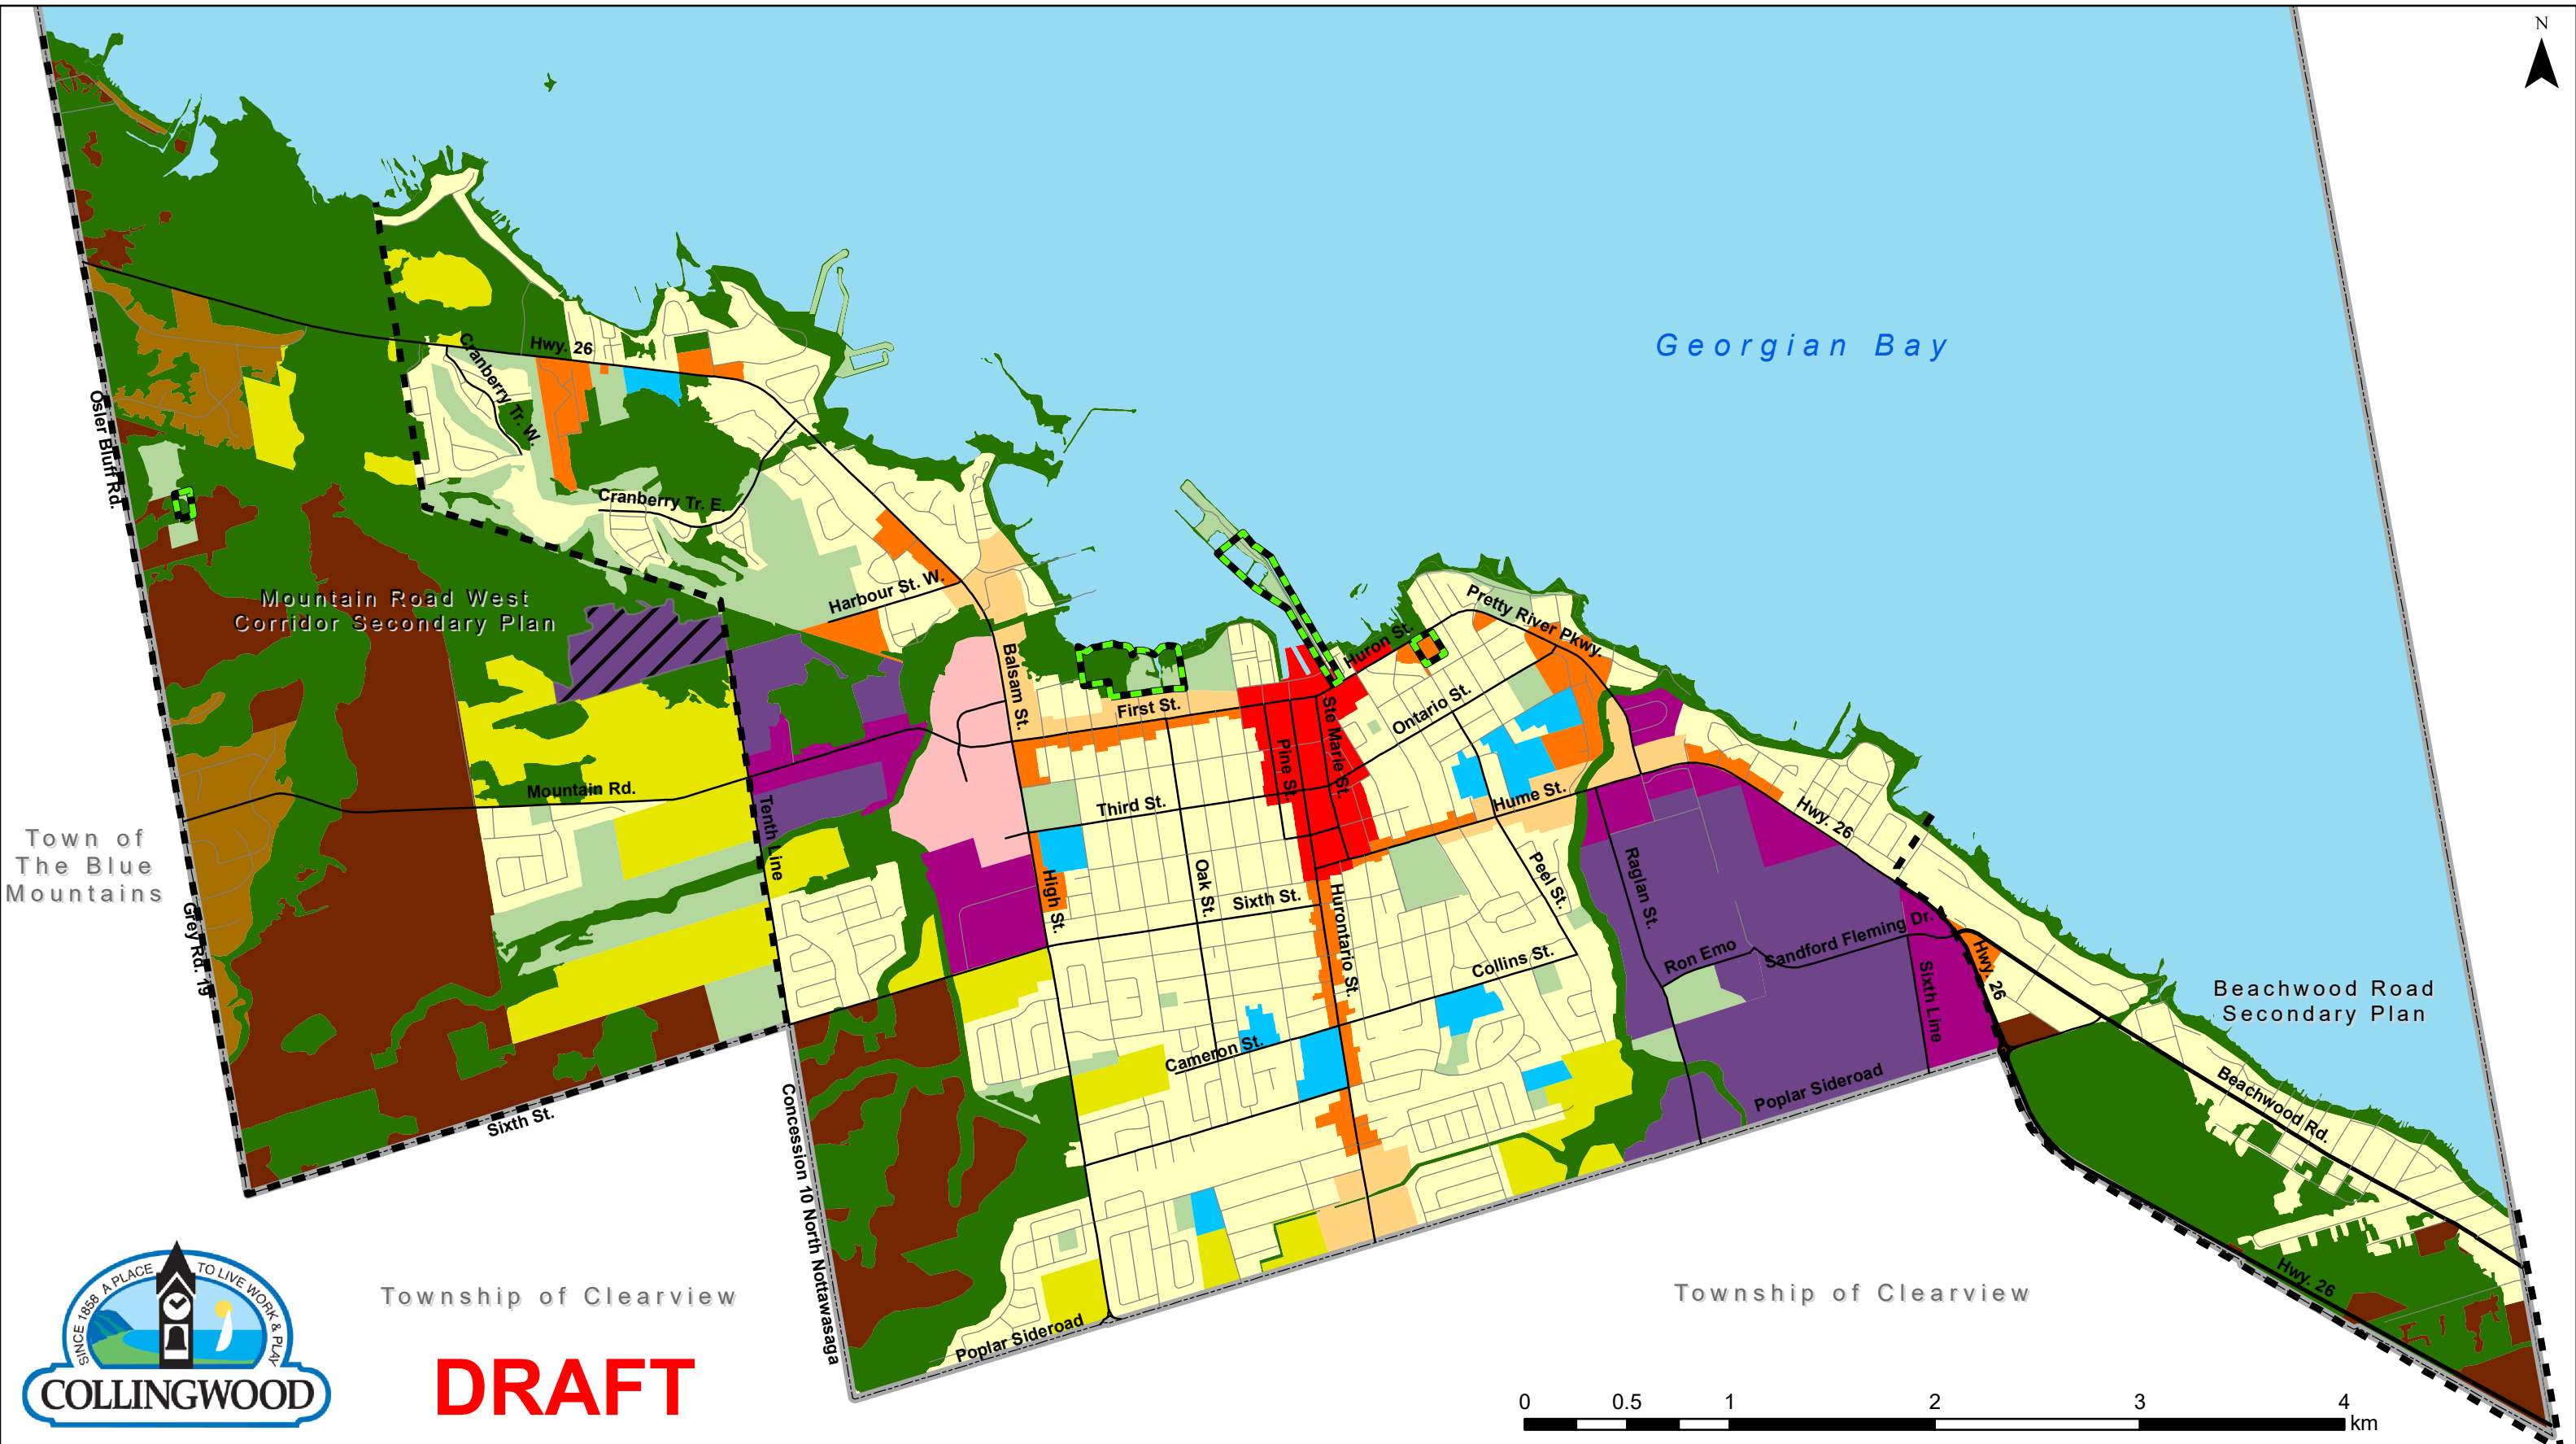 N
Georgian Bay
Hwy. 26
Cranberry Tr. W.
Osler Bluff Rd.
Cranberry Tr. E.
Harbour St. W.
Mountain Road West
Corridor Secondary Plan
Pretty River Pkwy.
Huron St.
Balsam St.
First St.
Ontario St.
Ste Marie St.
Pine St.
Mountain Rd.
Tenth Line
Third St.
Hume St.
Hwy. 26
Town of
The Blue
Mountains
Grey Rd. 19
High St.
Oak St.
Sixth St.
Hurontario St.
Peel St.
Raglan St.
Ron Emo
Sandford Fleming Dr.
Collins St.
Hwy. 26
Sixth Line
Beachwood Road
Secondary Plan
Cameron St.
Poplar Sideroad
Beachwood Rd.
Sixth St.
Concession 10 North Nottawasaga
Hwy. 26
Township of Clearview
Township of Clearview
Poplar Sideroad
SINCE 1858 A PLACE TO LIVE WORK & PLAY
COLLINGWOOD
DRAFT
0 0.5 1 2 3 4
km